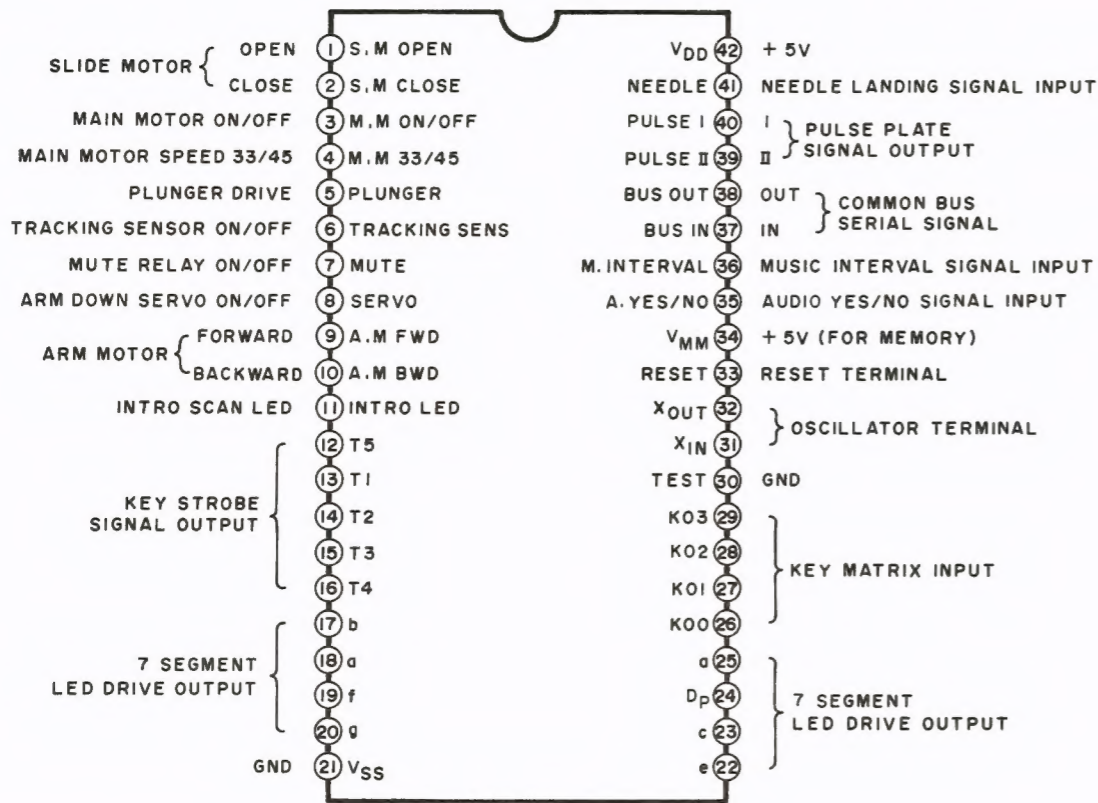 OPEN 1 S.M OPEN
SLIDE MOTOR
CLOSE 2 S.M CLOSE
MAIN MOTOR ON/OFF 3 M.M ON/OFF
MAIN MOTOR SPEED 33/45 4 M.M 33/45
PLUNGER DRIVE 5 PLUNGER
TRACKING SENSOR ON/OFF 6 TRACKING SENS
MUTE RELAY ON/OFF 7 MUTE
ARM DOWN SERVO ON/OFF 8 SERVO
FORWARD 9 A.M FWD
ARM MOTOR
BACKWARD 10 A.M BWD
INTRO SCAN LED 11 INTRO LED
12 T5
13 T1
KEY STROBE
SIGNAL OUTPUT
14 T2
15 T3
16 T4
17 b
7 SEGMENT
LED DRIVE OUTPUT
18 a
19 f
20 g
GND 21 VSS
VDD 42 + 5V
NEEDLE 41 NEEDLE LANDING SIGNAL INPUT
PULSE I 40 I
PULSE PLATE
SIGNAL OUTPUT
PULSE II 39 II
BUS OUT 38 OUT
COMMON BUS
SERIAL SIGNAL
BUS IN 37 IN
M. INTERVAL 36 MUSIC INTERVAL SIGNAL INPUT
A. YES/NO 35 AUDIO YES/NO SIGNAL INPUT
VMM 34 + 5V (FOR MEMORY)
RESET 33 RESET TERMINAL
XOUT 32
OSCILLATOR TERMINAL
XIN 31
TEST 30 GND
K03 29
K02 28
KEY MATRIX INPUT
K01 27
K00 26
a 25
DP 24
7 SEGMENT
LED DRIVE OUTPUT
c 23
e 22